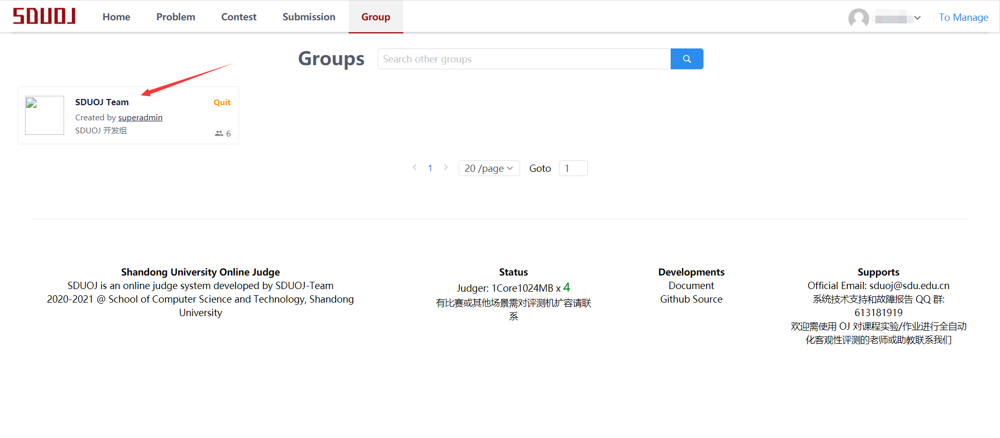 SDUOJ
Home
Problem
Contest
Submission
Group
To Manage
Groups
Search other groups
SDUOJ Team
Quit
Created by superadmin
SDUOJ 开发组
6
1
20 /page
Goto
1
Shandong University Online Judge
SDUOJ is an online judge system developed by SDUOJ-Team
2020-2021 @ School of Computer Science and Technology, Shandong
University
Status
Judger: 1Core1024MB x 4
有比赛或其他场景需对评测机扩容请联
系
Developments
Document
Github Source
Supports
Official Email: sduoj@sdu.edu.cn
系统技术支持和故障报告 QQ 群:
613181919
欢迎需使用 OJ 对课程实验/作业进行全自动
化客观性评测的老师或助教联系我们